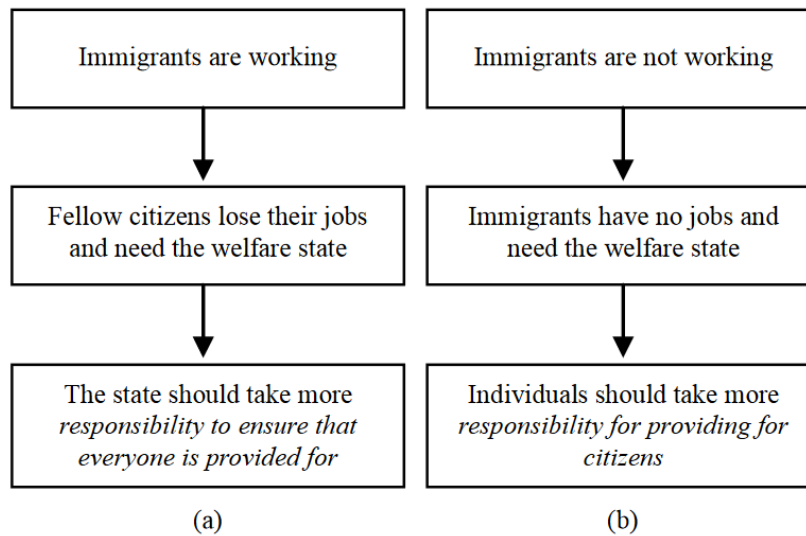 Immigrants are working
Fellow citizens lose their jobs
and need the welfare state
The state should take more
responsibility to ensure that
everyone is provided for
(a)
Immigrants are not working
Immigrants have no jobs and
need the welfare state
Individuals should take more
responsibility for providing for
citizens
(b)